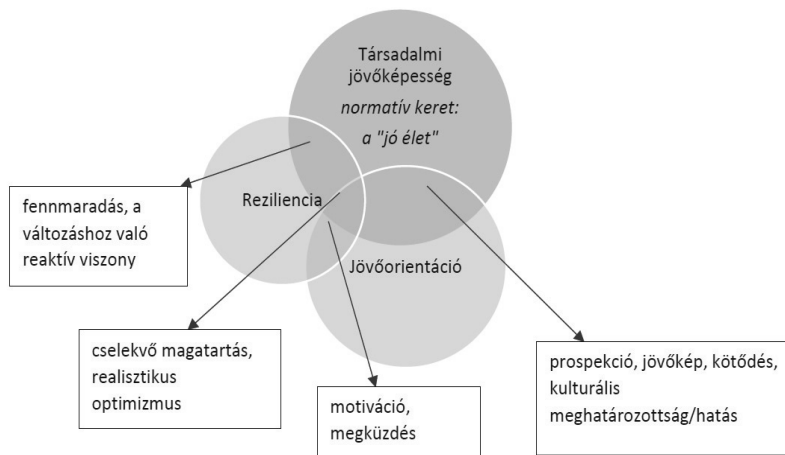 Társadalmi
jövőképesség
normatív keret:
a "jó élet"
Reziliencia
Jövőorientáció
fennmaradás, a
változáshoz való
reaktív viszony
cselekvő magatartás,
realisztikus
optimizmus
motiváció,
megküzdés
prospekció, jövőkép, kötődés,
kulturális
meghatározottság/hatás